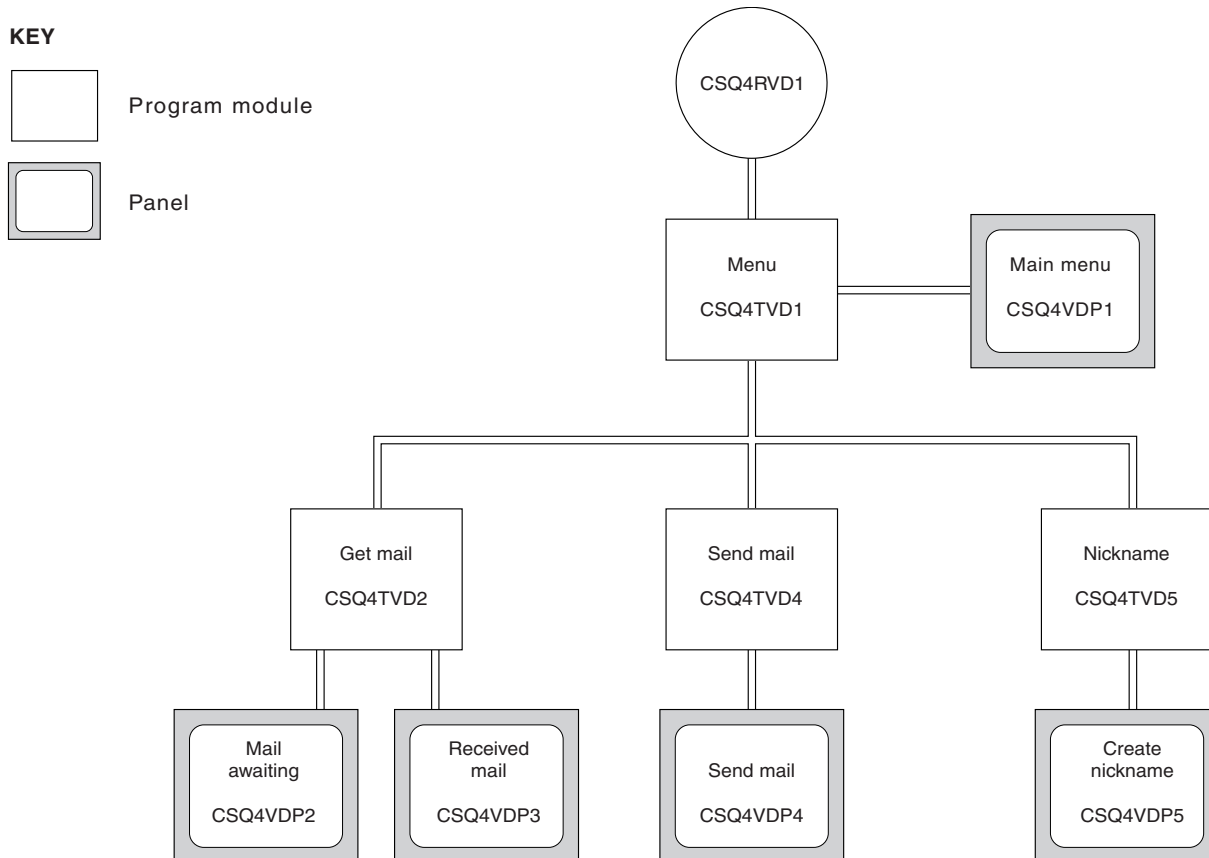 KEY
Program module
Panel
CSQ4RVD1
Menu
CSQ4TVD1
Main menu
CSQ4VDP1
Get mail
CSQ4TVD2
Send mail
CSQ4TVD4
Nickname
CSQ4TVD5
Mail
awaiting
CSQ4VDP2
Received
mail
CSQ4VDP3
Send mail
CSQ4VDP4
Create
nickname
CSQ4VDP5